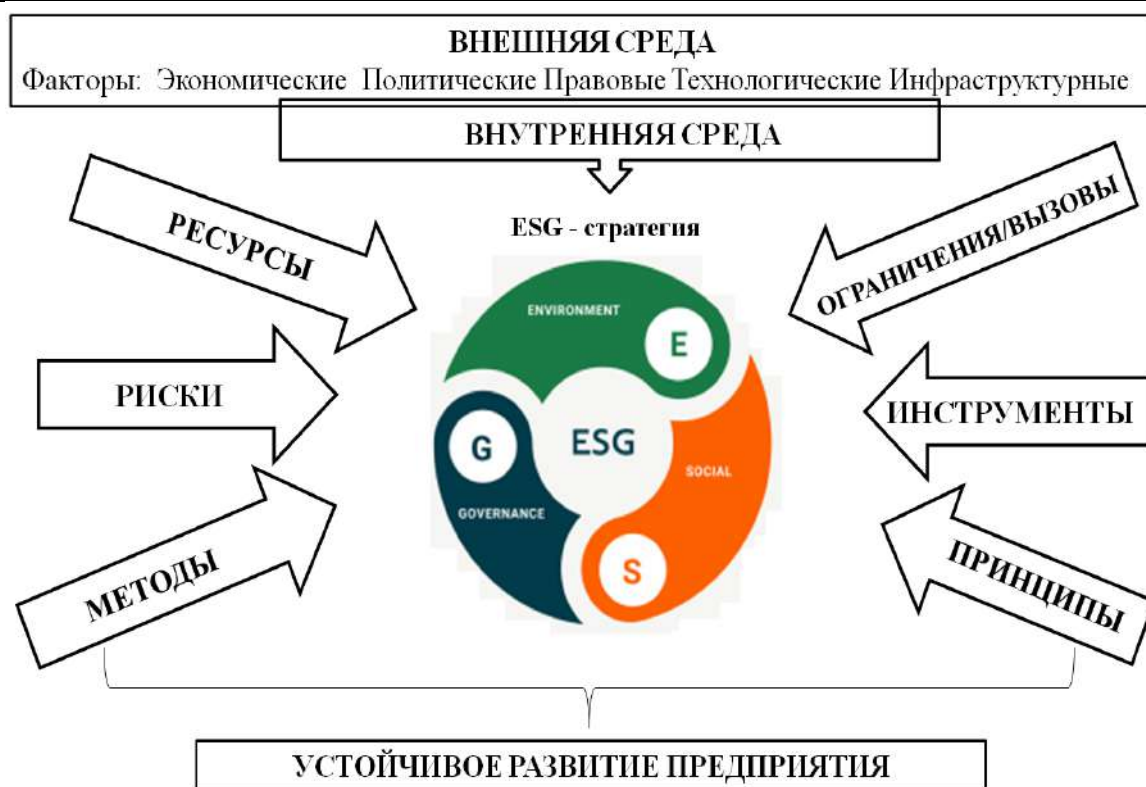 ВНЕШНЯЯ СРЕДА
Факторы: Экономические Политические Правовые Технологические Инфраструктурные
ВНУТРЕННЯЯ СРЕДА
ESG - стратегия
РЕСУРСЫ
ОГРАНИЧЕНИЯ/ВЫЗОВЫ
ENVIRONMENT
E
РИСКИ
ИНСТРУМЕНТЫ
G
ESG
SOCIAL
GOVERNANCE
S
МЕТОДЫ
ПРИНЦИПЫ
УСТОЙЧИВОЕ РАЗВИТИЕ ПРЕДПРИЯТИЯ